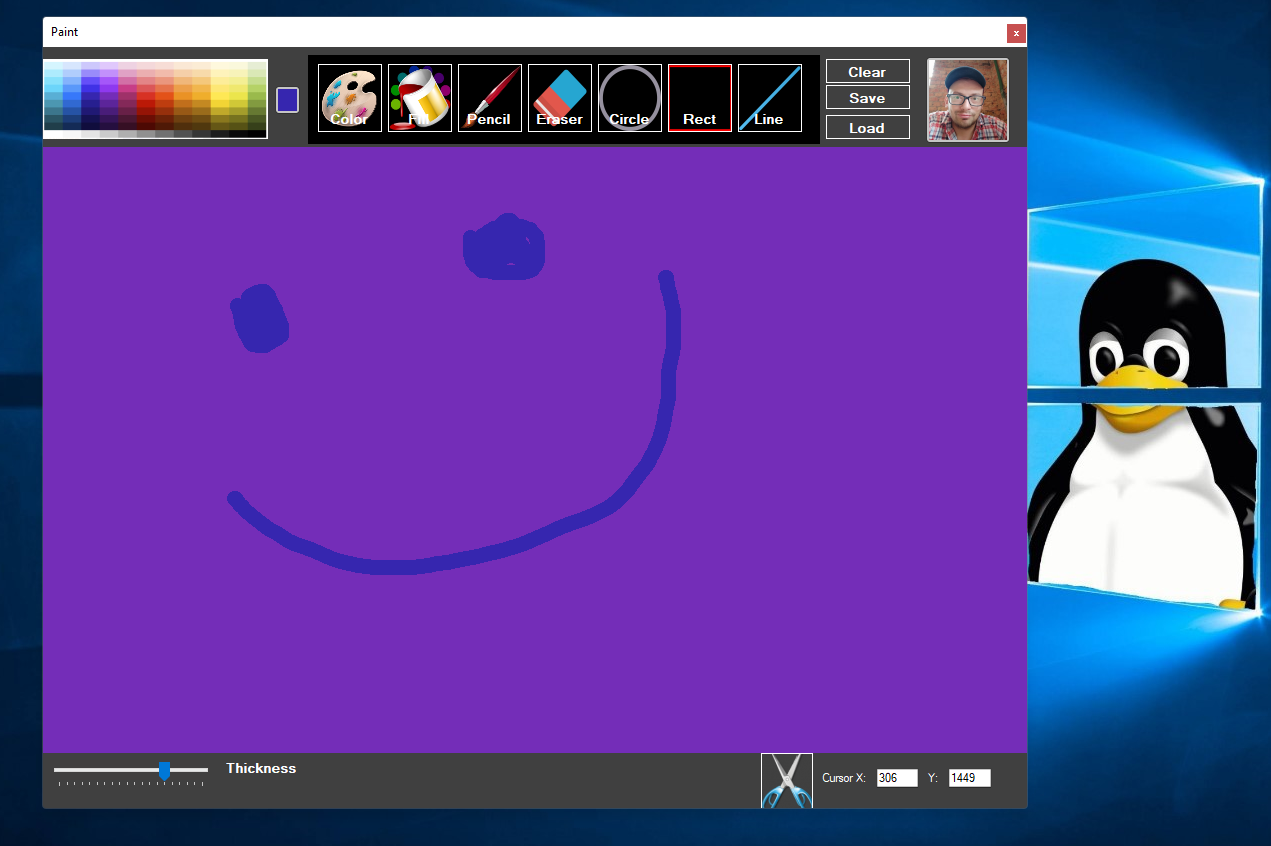 Paint
x
Color Fill Pencil Eraser Circle Rect Line
Clear
Save
Load
Thickness
Cursor X: 306 Y: 1449